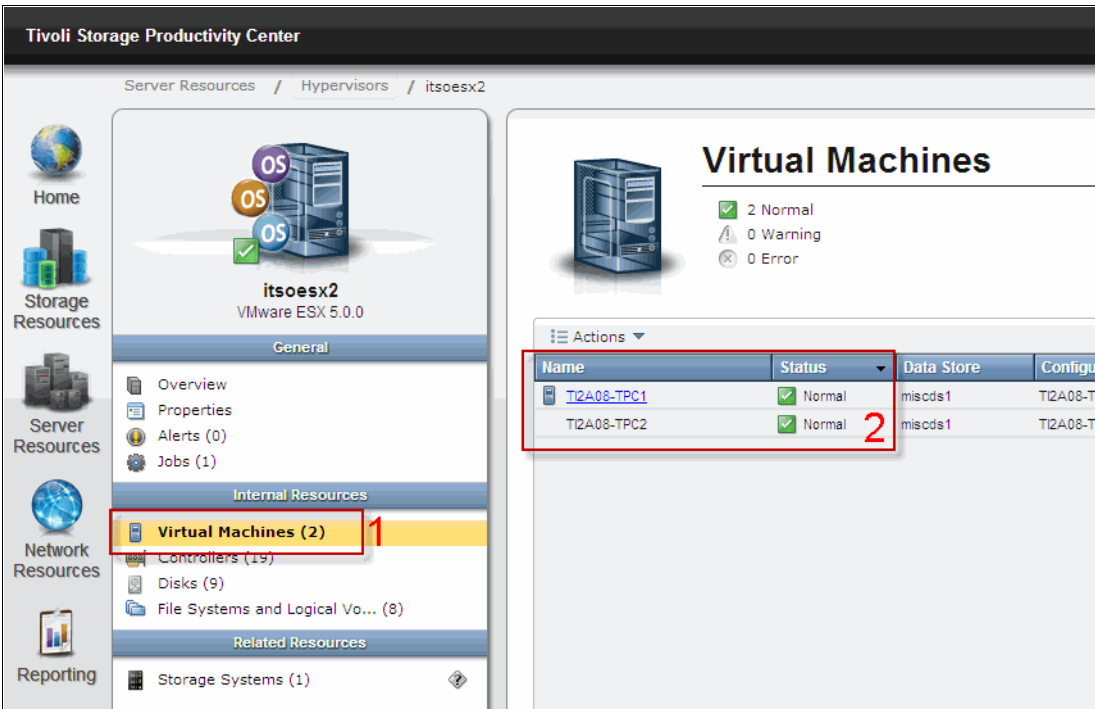 Tivoli Storage Productivity Center
Server Resources / Hypervisors / itsoesx2
Home
Storage
Resources
Server
Resources
Network
Resources
Reporting
OS
OS
OS
itsoesx2
VMware ESX 5.0.0
General
Overview
Properties
Alerts (0)
Jobs (1)
Internal Resources
Virtual Machines (2)
1
Controllers (19)
Disks (9)
File Systems and Logical Vo... (8)
Related Resources
Storage Systems (1)
Virtual Machines
2 Normal
0 Warning
0 Error
Actions
Name Status Data Store Configu
TI2A08-TPC1 Normal miscds1 TI2A08-T
TI2A08-TPC2 Normal miscds1 TI2A08-T
2